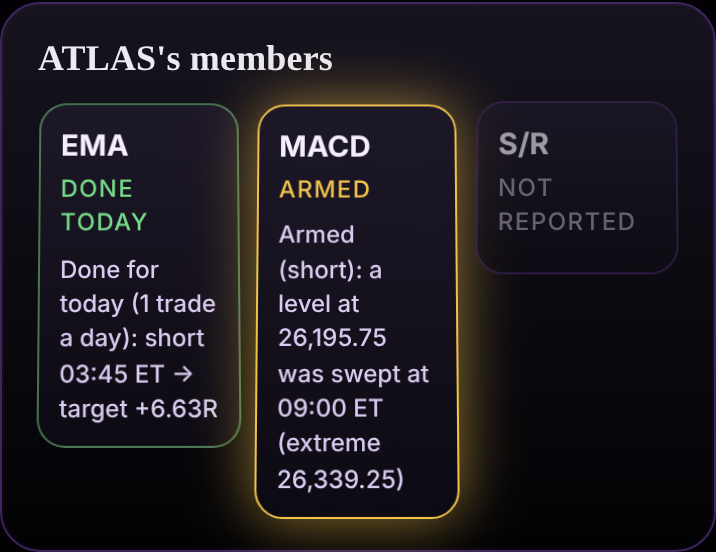 ATLAS's members
EMA
DONE
TODAY
Done for
today (1 trade
a day): short
03:45 ET →
target +6.63R
MACD
ARMED
Armed
(short): a
level at
26,195.75
was swept at
09:00 ET
(extreme
26,339.25)
S/R
NOT
REPORTED